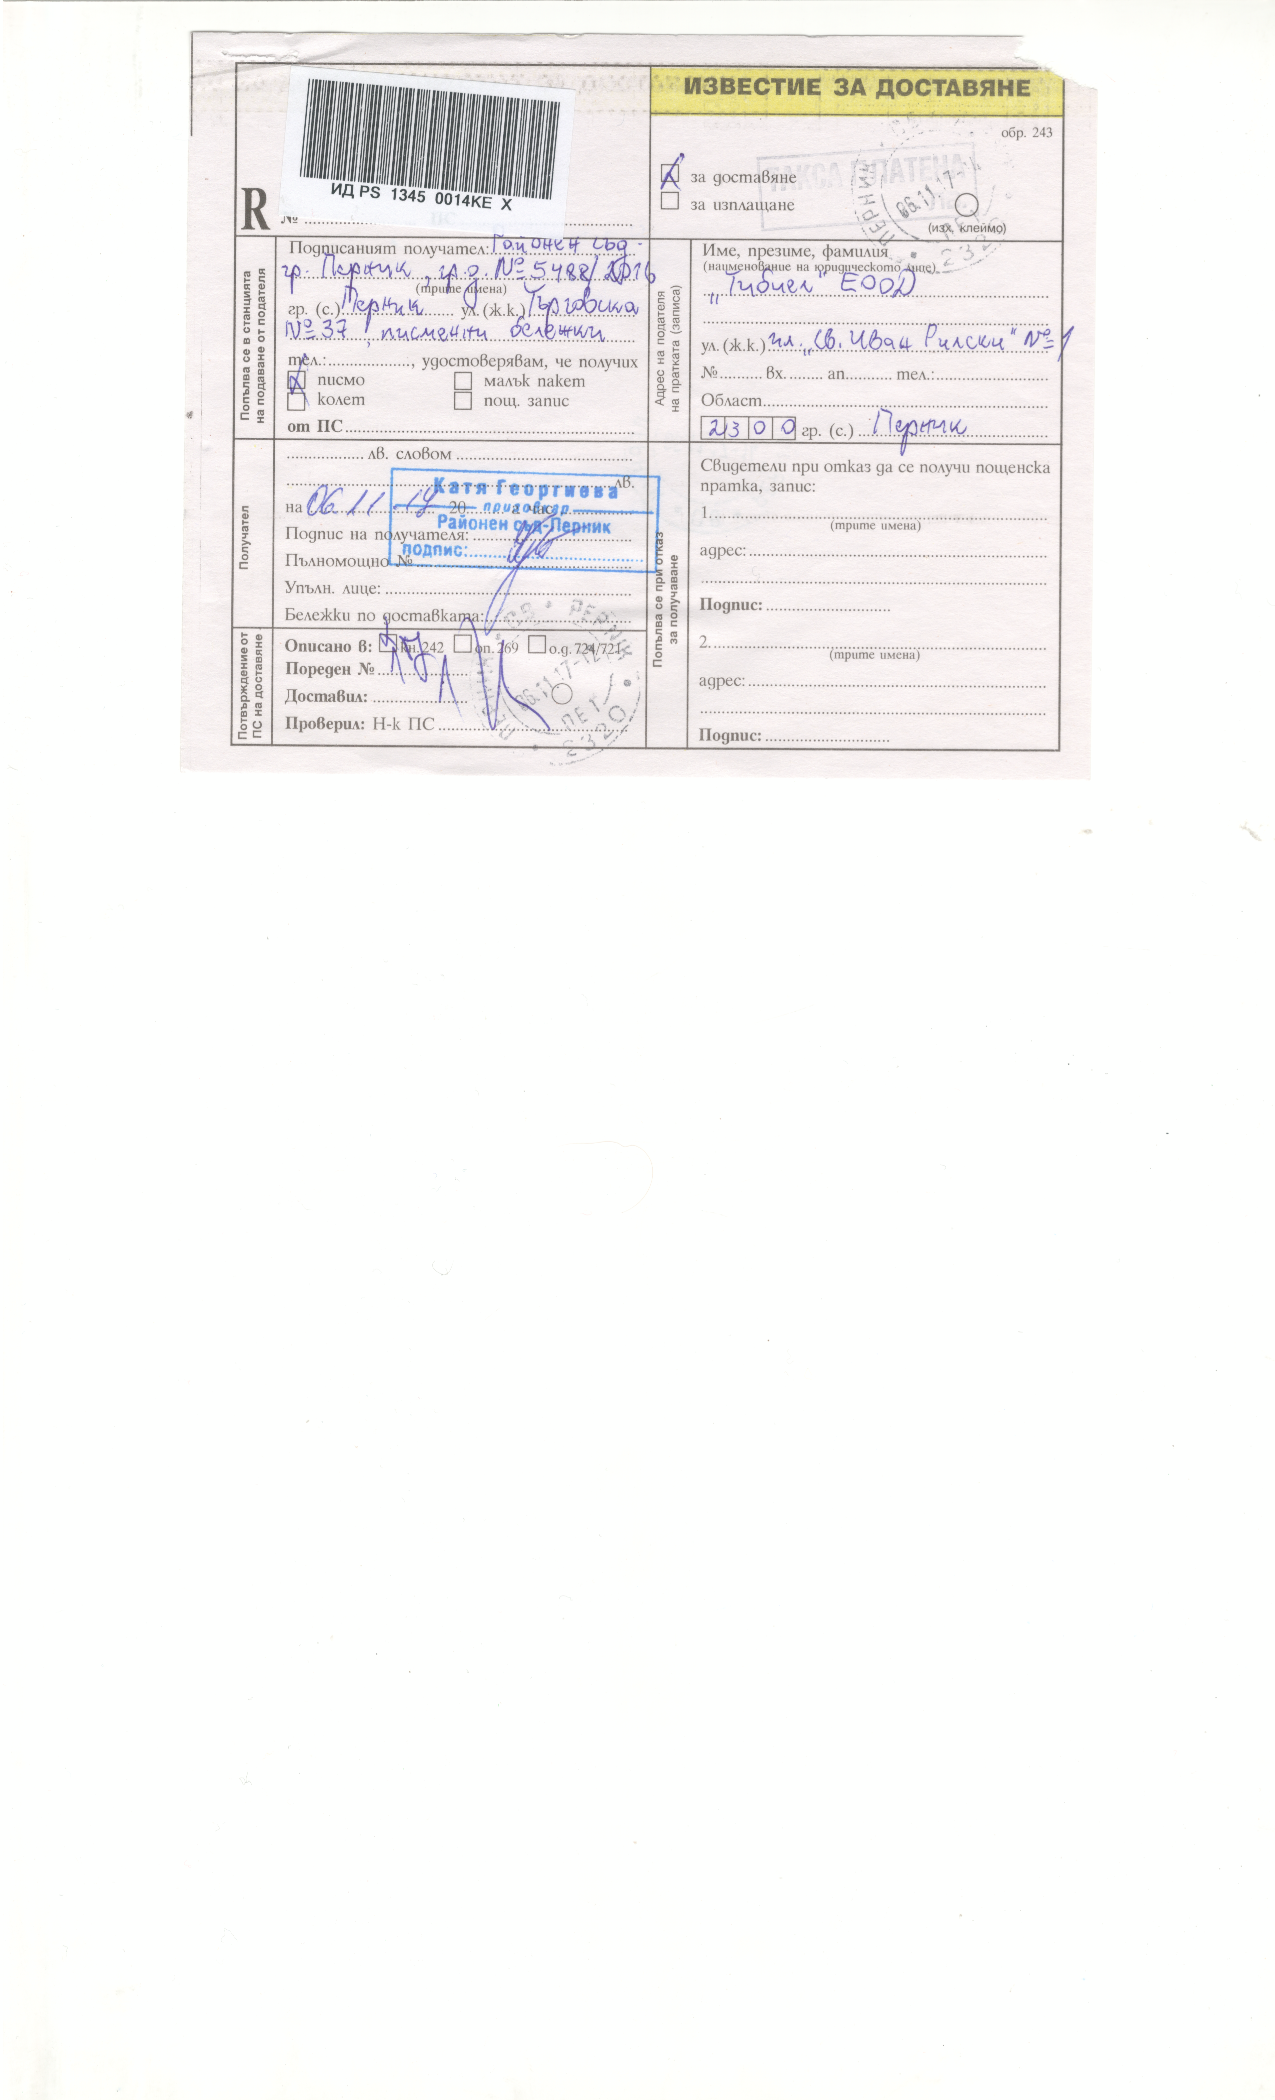 ИЗВЕСТИЕ ЗА ДОСТАВЯНЕ
обр. 243
ИД PS 1345 0014KE X
R
№
за доставяне
за изплащане
ТАКСА ПЛАТЕНА
ПЕРНИК
06.11.17
2320
(изх. клеймо)
Попълва се в станцията
на подаване от подателя
Подписаният получател: Районен съд -
гр. Перник, гр.д. № 5488/2016
(трите имена)
гр. (с.) Перник ул. (ж.к.) Търговска
№ 37, писмени бележки
тел.: , удостоверявам, че получих
писмо малък пакет
колет пощ. запис
от ПС
Адрес на подателя
на пратката (записа)
Име, презиме, фамилия
(наименование на юридическото лице)
"Тибиел" ЕООД
ул. (ж.к.) пл. "Св. Иван Рилски" № 1
№ вх. ап. тел.:
Област
2300 гр. (с.) Перник
Получател
лв. словом
лв.
на 06 11 17 20 г. час
Подпис на получателя:
Пълномощно №
Упълн. лице:
Бележки по доставката:
Катя Георгиева
призовкар
Районен съд-Перник
подпис:
Потвърждение от
ПС на доставяне
Описано в: кн. 242 оп. 269 о.д. 724/721
Пореден №
Доставил:
Проверил: Н-к ПС
ПЕРНИК
06.11.17-12
2320
Попълва се при отказ
за получаване
Свидетели при отказ да се получи пощенска
пратка, запис:
1.
(трите имена)
адрес:
Подпис:
2.
(трите имена)
адрес:
Подпис: